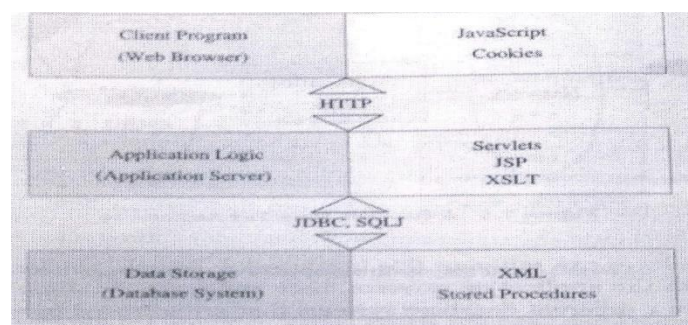 Client Program
(Web Browser)
JavaScript
Cookies
HTTP
Application Logic
(Application Server)
Servlets
JSP
XSLT
JDBC, SQLJ
Data Storage
(Database System)
XML
Stored Procedures